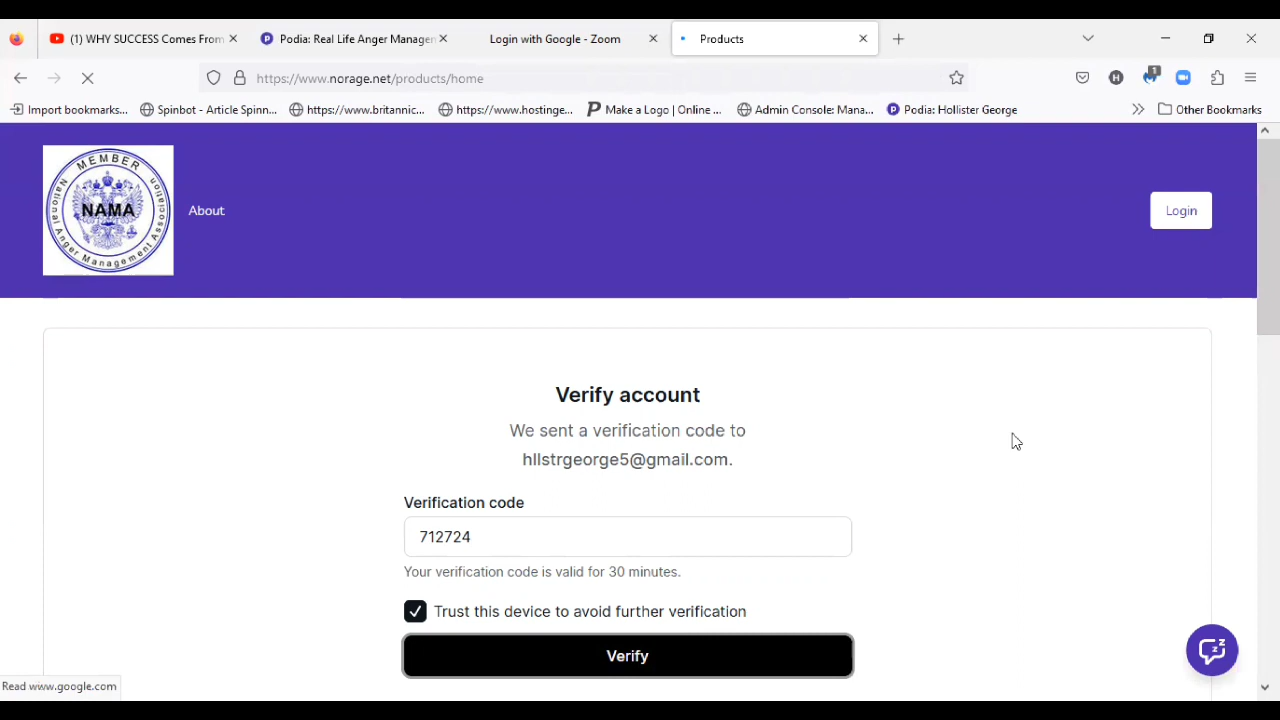 (1) WHY SUCCESS Comes From
Podia: Real Life Anger Managen
Login with Google - Zoom
Products
https://www.norage.net/products/home
1
Import bookmarks...
Spinbot - Article Spinn...
https://www.britannic...
https://www.hostinge...
Make a Logo | Online ...
Admin Console: Mana...
Podia: Hollister George
Other Bookmarks
MEMBER
National Anger Management Association
NAMA
About
Login
Verify account
We sent a verification code to
hllstrgeorge5@gmail.com.
Verification code
712724
Your verification code is valid for 30 minutes.
Trust this device to avoid further verification
Verify
Read www.google.com